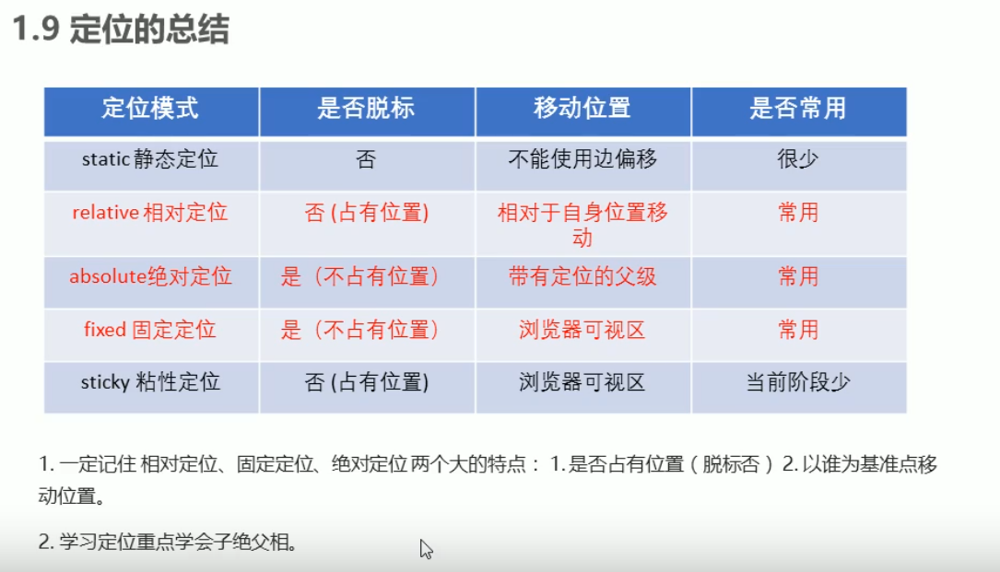 1.9 定位的总结
定位模式 是否脱标 移动位置 是否常用
static 静态定位 否 不能使用边偏移 很少
relative 相对定位 否 (占有位置) 相对于自身位置移
动
常用
absolute绝对定位 是（不占有位置） 带有定位的父级 常用
fixed 固定定位 是（不占有位置） 浏览器可视区 常用
sticky 粘性定位 否 (占有位置) 浏览器可视区 当前阶段少
1. 一定记住 相对定位、固定定位、绝对定位 两个大的特点： 1. 是否占有位置（脱标否）2. 以谁为基准点移
动位置。
2. 学习定位重点学会子绝父相。